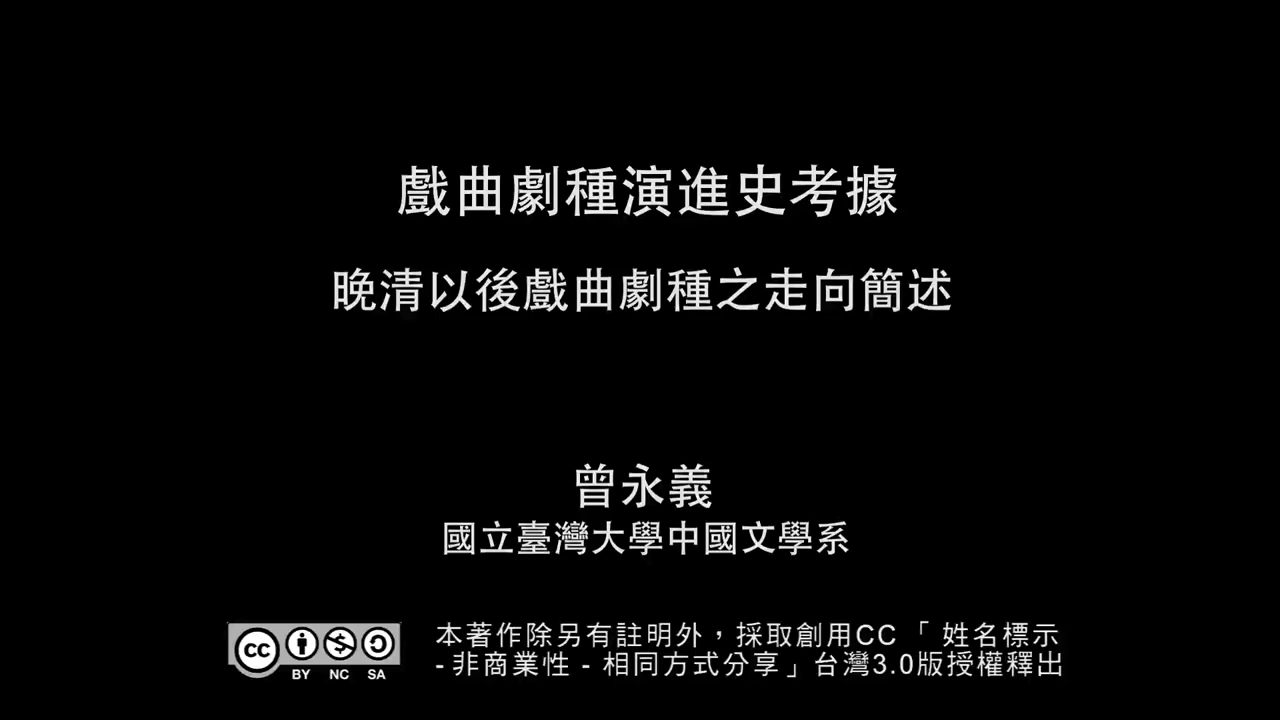 戲曲劇種演進史考據
晚清以後戲曲劇種之走向簡述
曾永義
國立臺灣大學中國文學系
本著作除另有註明外，採取創用CC「 姓名標示
- 非商業性 - 相同方式分享」台灣3.0版授權釋出
cc
BY NC SA